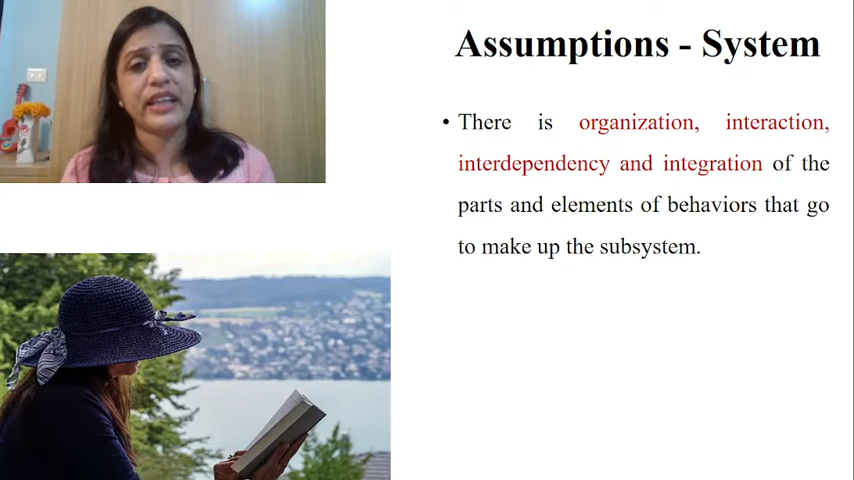 Assumptions - System
• There is organization, interaction,
interdependency and integration of the
parts and elements of behaviors that go
to make up the subsystem.